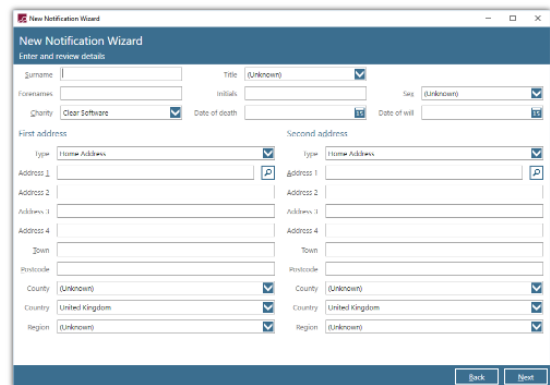 New Notification Wizard
New Notification Wizard
Enter and review details
Surname Title (Unknown)
Forenames Initials Sex (Unknown)
Charity Clear Software Date of death 15 Date of will 15
First address Second address
Type Home Address Type Home Address
Address 1 Address 1
Address 2 Address 2
Address 3 Address 3
Address 4 Address 4
Town Town
Postcode Postcode
County (Unknown) County (Unknown)
Country United Kingdom Country United Kingdom
Region (Unknown) Region (Unknown)
Back Next